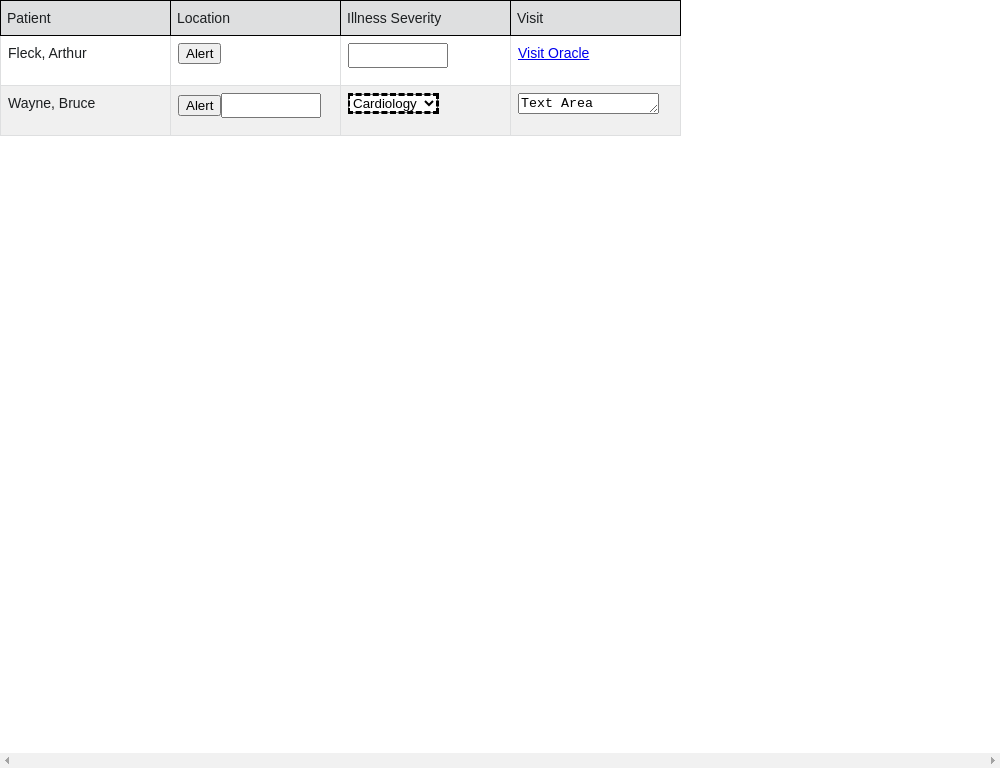 Patient Location Illness Severity Visit
Fleck, Arthur Alert Visit Oracle
Wayne, Bruce Alert Cardiology Text Area